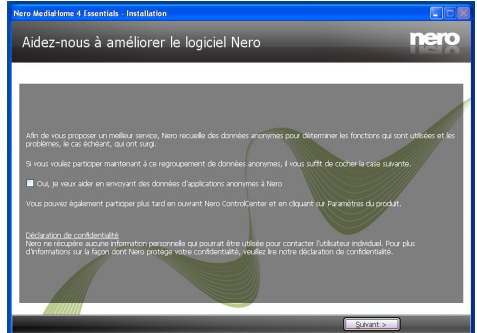 Nero MediaHome 4 Essentials - Installation
Aidez-nous à améliorer le logiciel Nero
nero
Afin de vous proposer un meilleur service, Nero recueille des données anonymes pour déterminer les fonctions qui sont utilisées et les
problèmes, le cas échéant, qui ont surgi.
Si vous voulez participer maintenant à ce regroupement de données anonymes, il vous suffit de cocher la case suivante.
Oui, je veux aider en envoyant des données d'applications anonymes à Nero
Vous pouvez également participer plus tard en ouvrant Nero ControlCenter et en cliquant sur Paramètres du produit.
Déclaration de confidentialité
Nero ne récupère aucune information personnelle qui pourrait être utilisée pour contacter l'utilisateur individuel. Pour plus
d'informations sur la façon dont Nero protège votre confidentialité, veuillez lire notre déclaration de confidentialité.
Suivant >